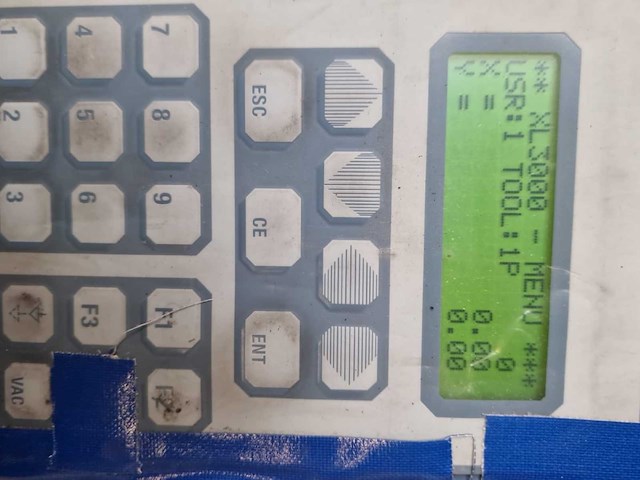 ** XL3000 - MENU ***
USR:1 TOOL:1P 0
X = 0.00
Y = 0.00
ESC CE ENT
7 8 9 F1
4 5 6 F3
1 2 3 VAC